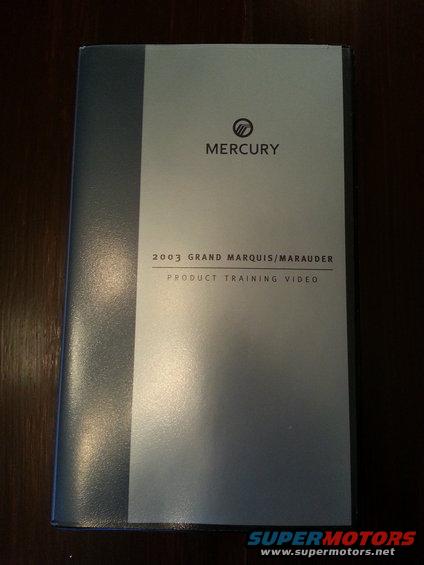 MERCURY
2003 GRAND MARQUIS/MARAUDER
PRODUCT TRAINING VIDEO
SUPERMOTORS
www.supermotors.net